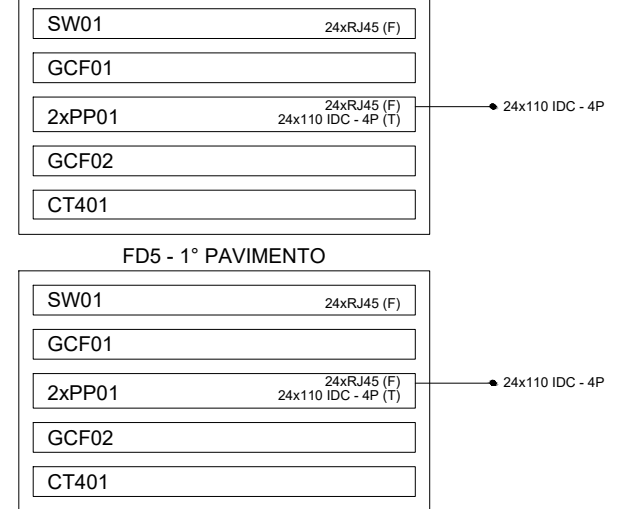 SW01 24xRJ45 (F)
GCF01
2xPP01 24xRJ45 (F)
24x110 IDC - 4P (T)
24x110 IDC - 4P
GCF02
CT401
FD5 - 1° PAVIMENTO
SW01 24xRJ45 (F)
GCF01
2xPP01 24xRJ45 (F)
24x110 IDC - 4P (T)
24x110 IDC - 4P
GCF02
CT401